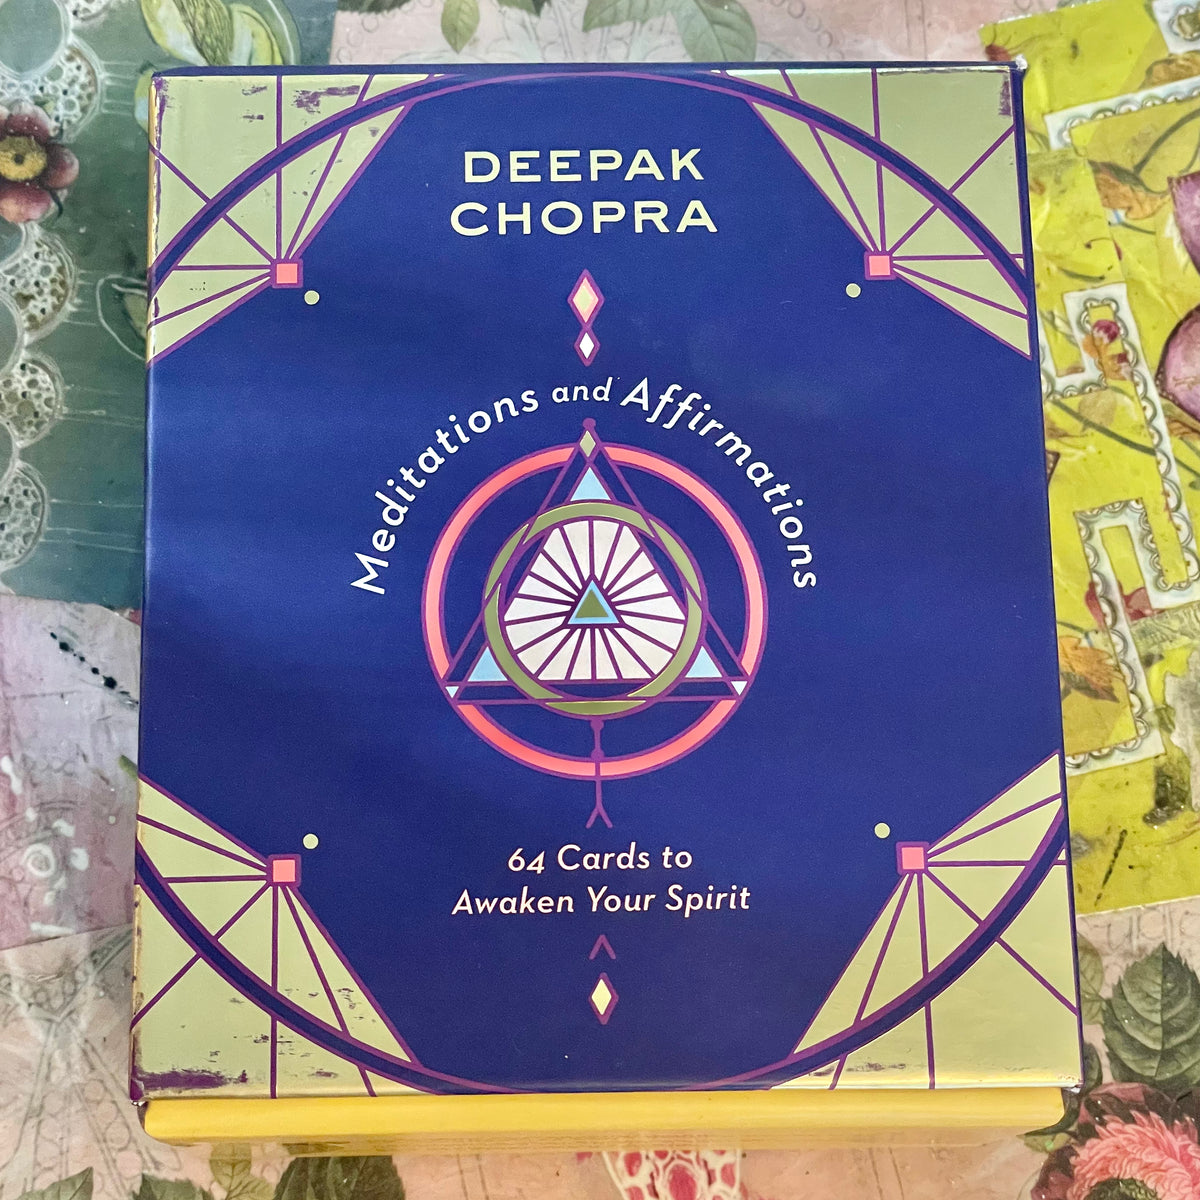 DEEPAK
CHOPRA
Meditations and Affirmations
64 Cards to
Awaken Your Spirit